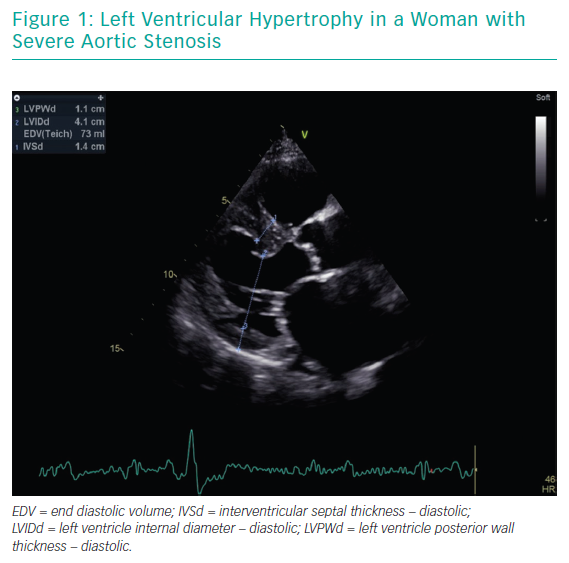 Figure 1: Left Ventricular Hypertrophy in a Woman with
Severe Aortic Stenosis
Soft
3 LVPWd 1.1 cm
2 LVIDd 4.1 cm
EDV(Teich) 73 ml
1 IVSd 1.4 cm
V
5
10
15
46
HR
EDV = end diastolic volume; IVSd = interventricular septal thickness – diastolic;
LVIDd = left ventricle internal diameter – diastolic; LVPWd = left ventricle posterior wall
thickness – diastolic.